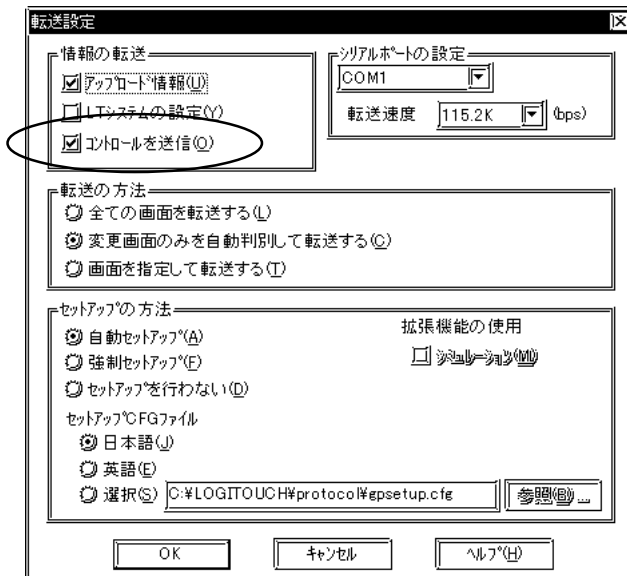 転送設定
情報の転送
アップロード情報(U)
LTシステムの設定(Y)
コントロールを送信(O)
シリアルポートの設定
COM1
転送速度 115.2K (bps)
転送の方法
全ての画面を転送する(L)
変更画面のみを自動判別して転送する(C)
画面を指定して転送する(T)
セットアップの方法
自動セットアップ(A)
強制セットアップ(F)
セットアップを行わない(D)
拡張機能の使用
シミュレーション(M)
セットアップCFGファイル
日本語(J)
英語(E)
選択(S) C:¥LOGITOUCH¥protocol¥gpsetup.cfg 参照(B) ...
OK キャンセル ヘルプ(H)